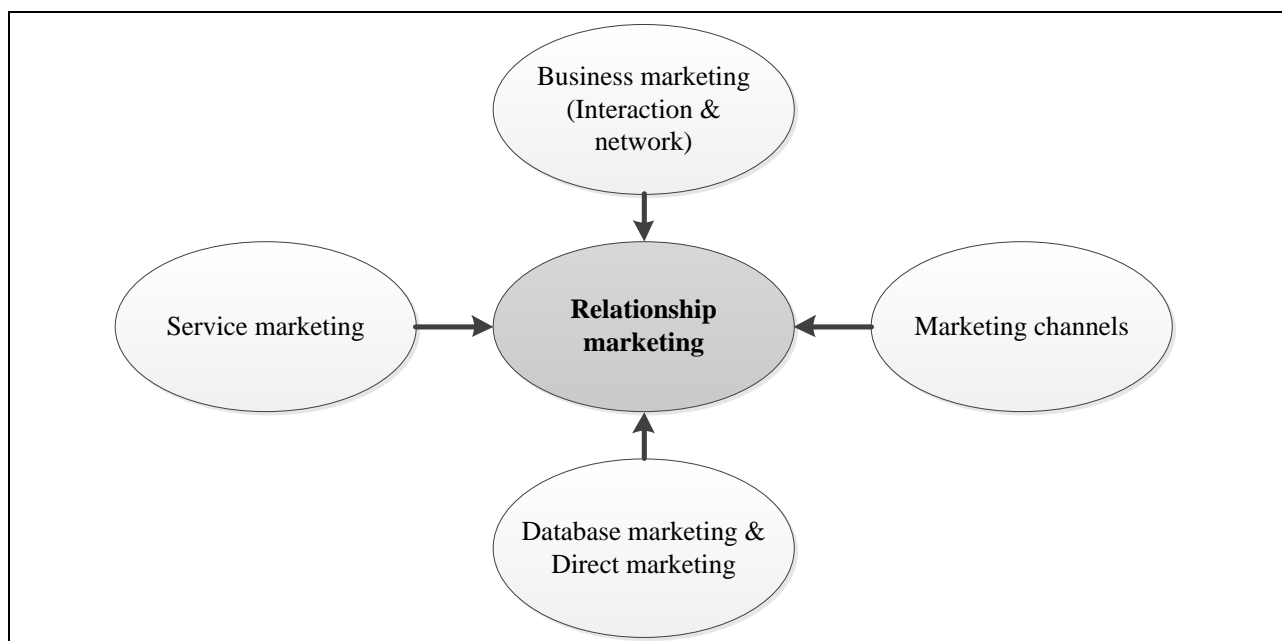 Business marketing
(Interaction &
network)
Service marketing
Relationship
marketing
Marketing channels
Database marketing &
Direct marketing